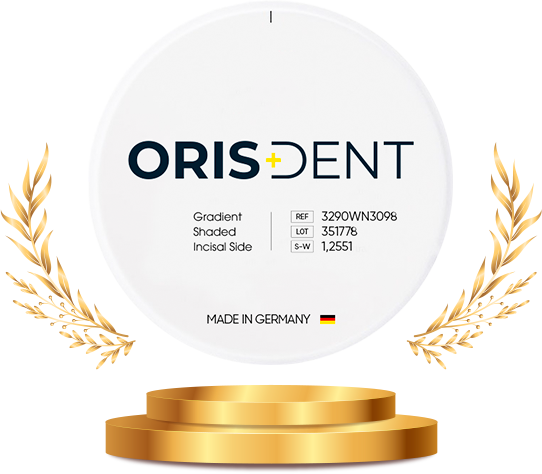 ORIS+DENT
Gradient
Shaded
Incisal Side
REF 3290WN3098
LOT 351778
S-W 1,2551
MADE IN GERMANY